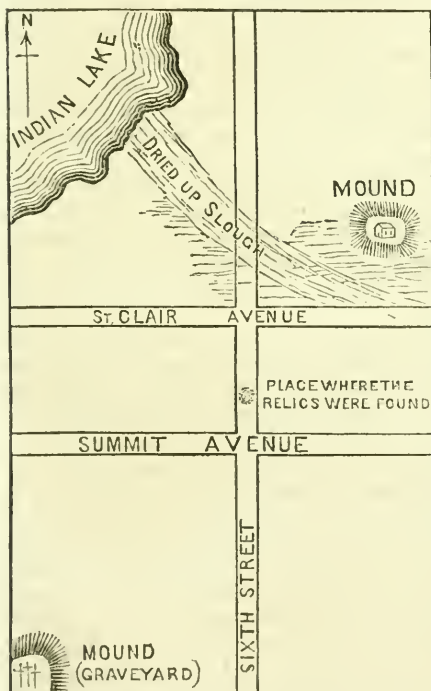 N
INDIAN LAKE
DRIED UP SLOUGH
MOUND
ST. CLAIR AVENUE
PLACE WHERE THE
RELICS WERE FOUND
SUMMIT AVENUE
SIXTH STREET
MOUND
(GRAVEYARD)